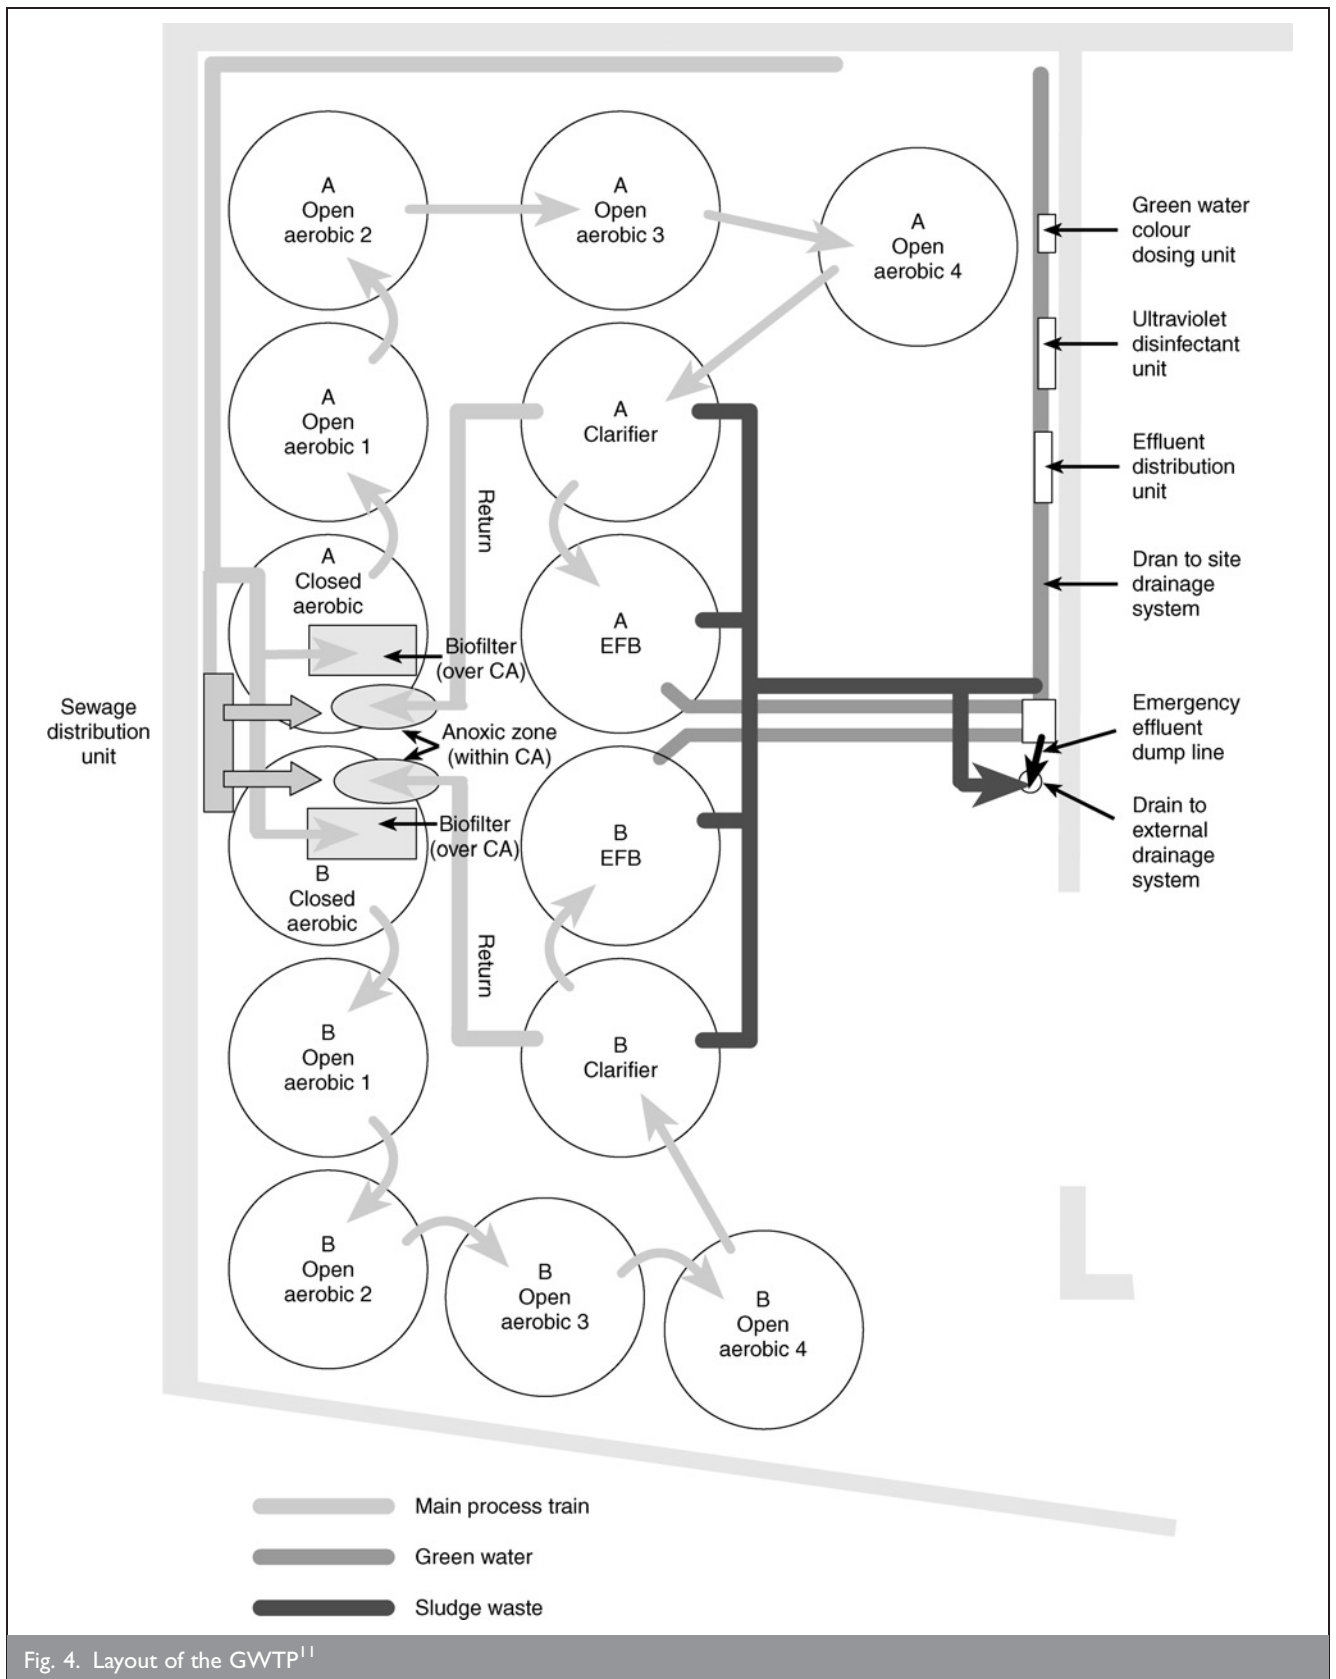 A
Open
aerobic 2
A
Open
aerobic 3
A
Open
aerobic 4
Green water
colour
dosing unit
Ultraviolet
disinfectant
unit
A
Open
aerobic 1
A
Clarifier
Effluent
distribution
unit
Return
A
Closed
aerobic
Dran to site
drainage
system
A
EFB
Biofilter
(over CA)
Sewage
distribution
unit
Anoxic zone
(within CA)
Emergency
effluent
dump line
Biofilter
(over CA)
B
EFB
Drain to
external
drainage
system
B
Closed
aerobic
Return
B
Open
aerobic 1
B
Clarifier
B
Open
aerobic 2
B
Open
aerobic 3
B
Open
aerobic 4
Main process train
Green water
Sludge waste
Fig. 4. Layout of the GWTP11